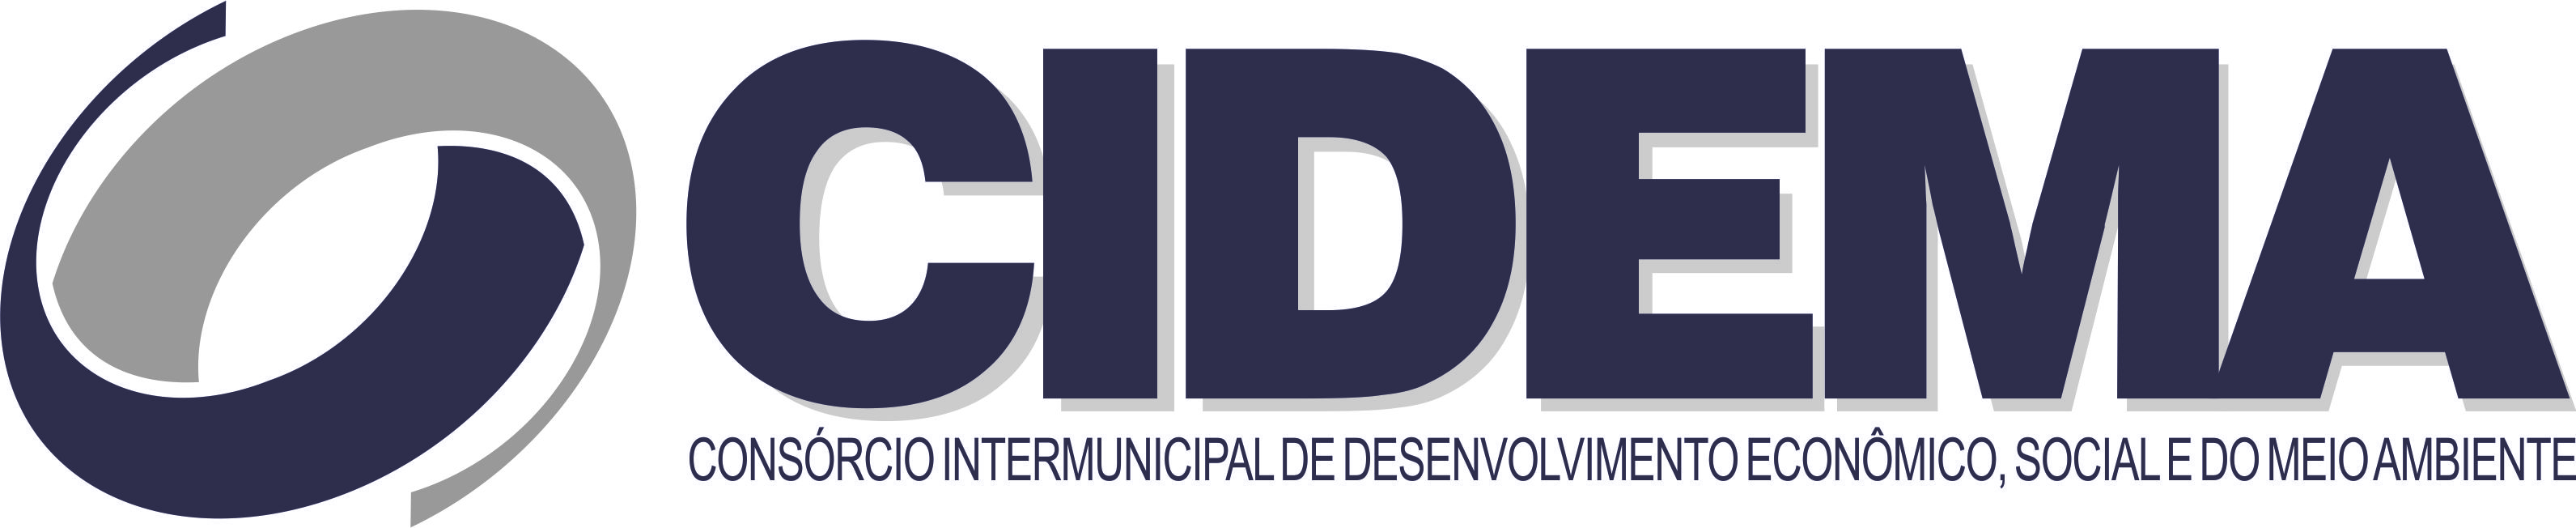 CIDEMA
CONSÓRCIO INTERMUNICIPAL DE DESENVOLVIMENTO ECONÔMICO, SOCIAL E DO MEIO AMBIENTE